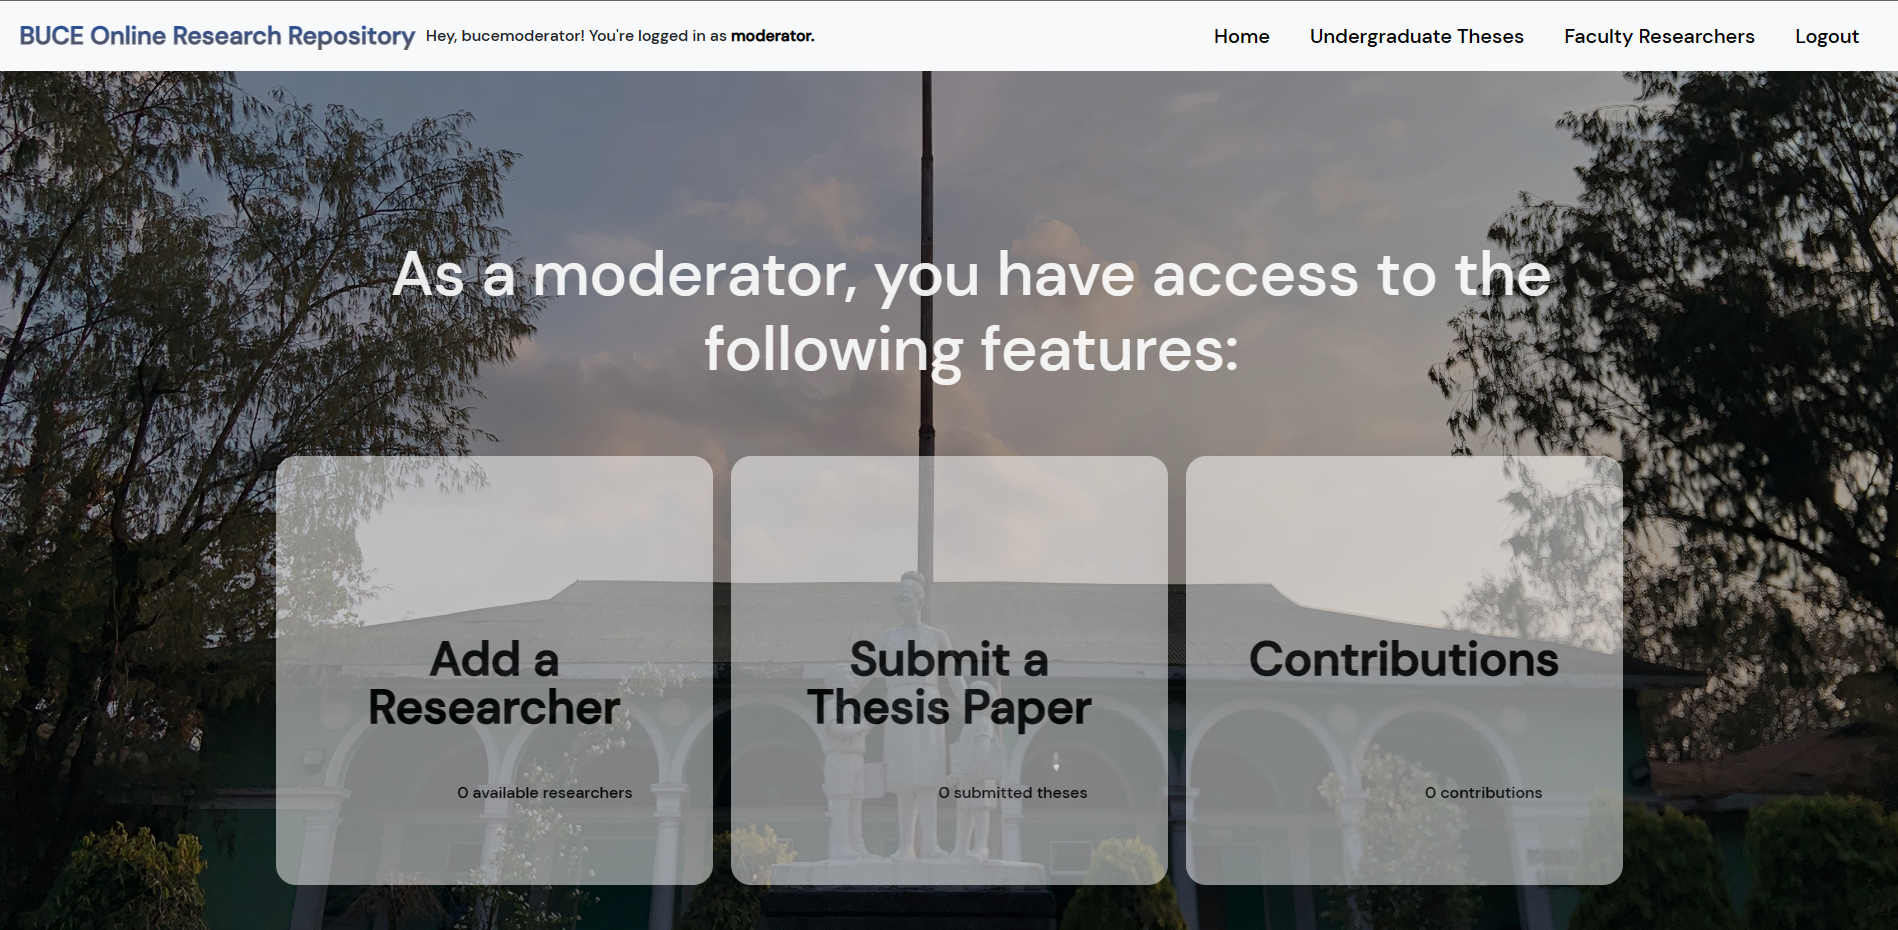 BUCE Online Research Repository Hey, bucemoderator! You're logged in as moderator. Home Undergraduate Theses Faculty Researchers Logout
As a moderator, you have access to the
following features:
Add a
Researcher
0 available researchers
Submit a
Thesis Paper
0 submitted theses
Contributions
0 contributions